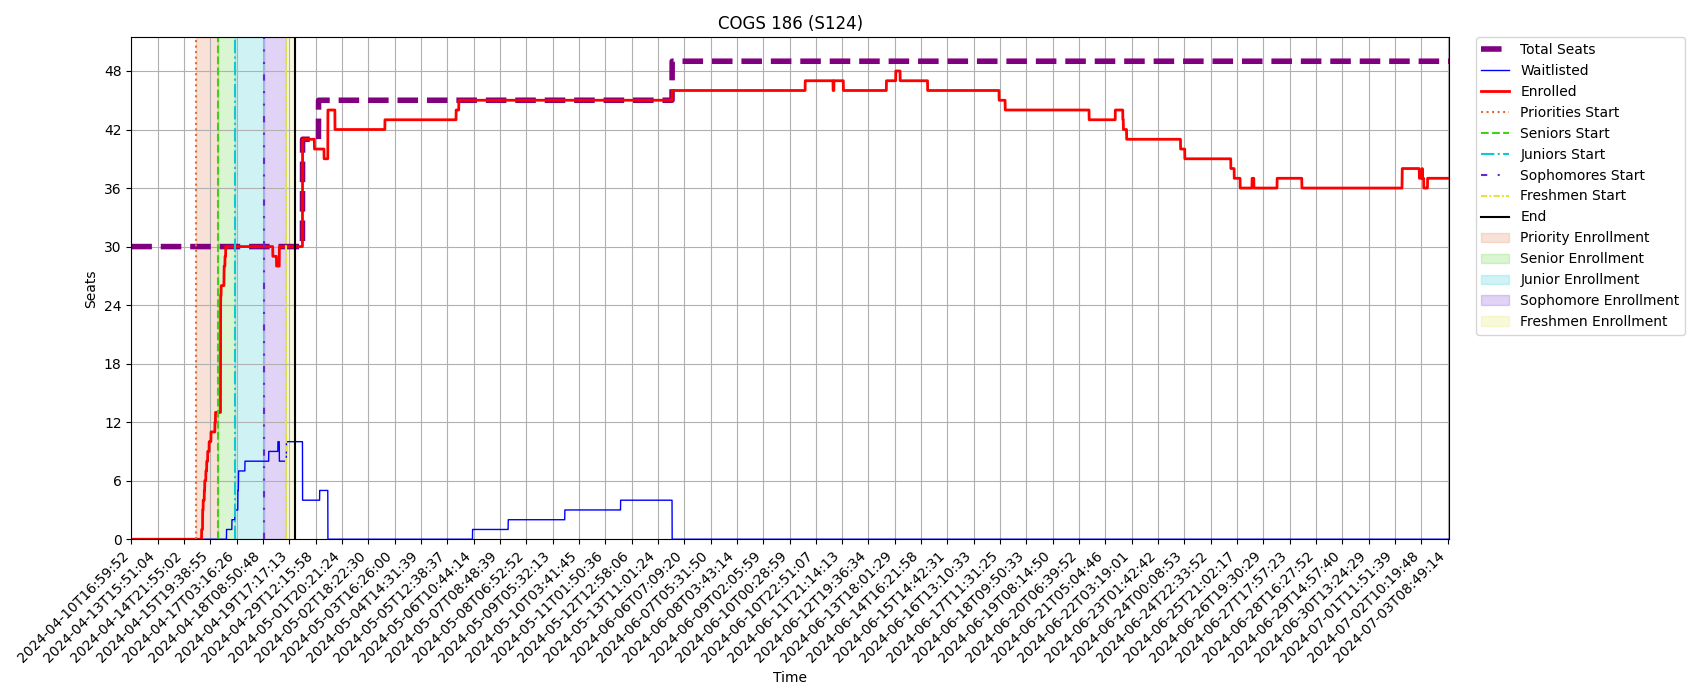 COGS 186 (S124)
Total Seats
Waitlisted
Enrolled
Priorities Start
Seniors Start
Juniors Start
Sophomores Start
Freshmen Start
End
Priority Enrollment
Senior Enrollment
Junior Enrollment
Sophomore Enrollment
Freshmen Enrollment
Seats
48
42
36
30
24
18
12
6
0
2024-04-10T16:59:52
2024-04-13T15:51:04
2024-04-14T21:55:02
2024-04-15T19:38:55
2024-04-17T03:16:26
2024-04-18T08:50:48
2024-04-19T17:17:13
2024-04-29T12:15:58
2024-05-01T20:21:24
2024-05-02T18:22:30
2024-05-03T16:26:00
2024-05-04T14:31:39
2024-05-05T12:38:37
2024-05-06T10:44:14
2024-05-07T08:48:39
2024-05-08T06:52:52
2024-05-09T05:32:13
2024-05-10T03:41:45
2024-05-11T01:50:36
2024-05-12T12:58:06
2024-05-13T11:01:24
2024-06-06T07:09:20
2024-06-07T05:31:50
2024-06-08T03:43:14
2024-06-09T02:05:59
2024-06-10T00:28:59
2024-06-10T22:51:07
2024-06-11T21:14:13
2024-06-12T19:36:34
2024-06-13T18:01:29
2024-06-14T16:21:58
2024-06-15T14:42:31
2024-06-16T13:10:33
2024-06-17T11:31:25
2024-06-18T09:50:33
2024-06-19T08:14:50
2024-06-20T06:39:52
2024-06-21T05:04:46
2024-06-22T03:19:01
2024-06-23T01:42:42
2024-06-24T00:08:53
2024-06-24T22:33:52
2024-06-25T21:02:17
2024-06-26T19:30:29
2024-06-27T17:57:23
2024-06-28T16:27:52
2024-06-29T14:57:40
2024-06-30T13:24:29
2024-07-01T11:51:39
2024-07-02T10:19:48
2024-07-03T08:49:14
Time